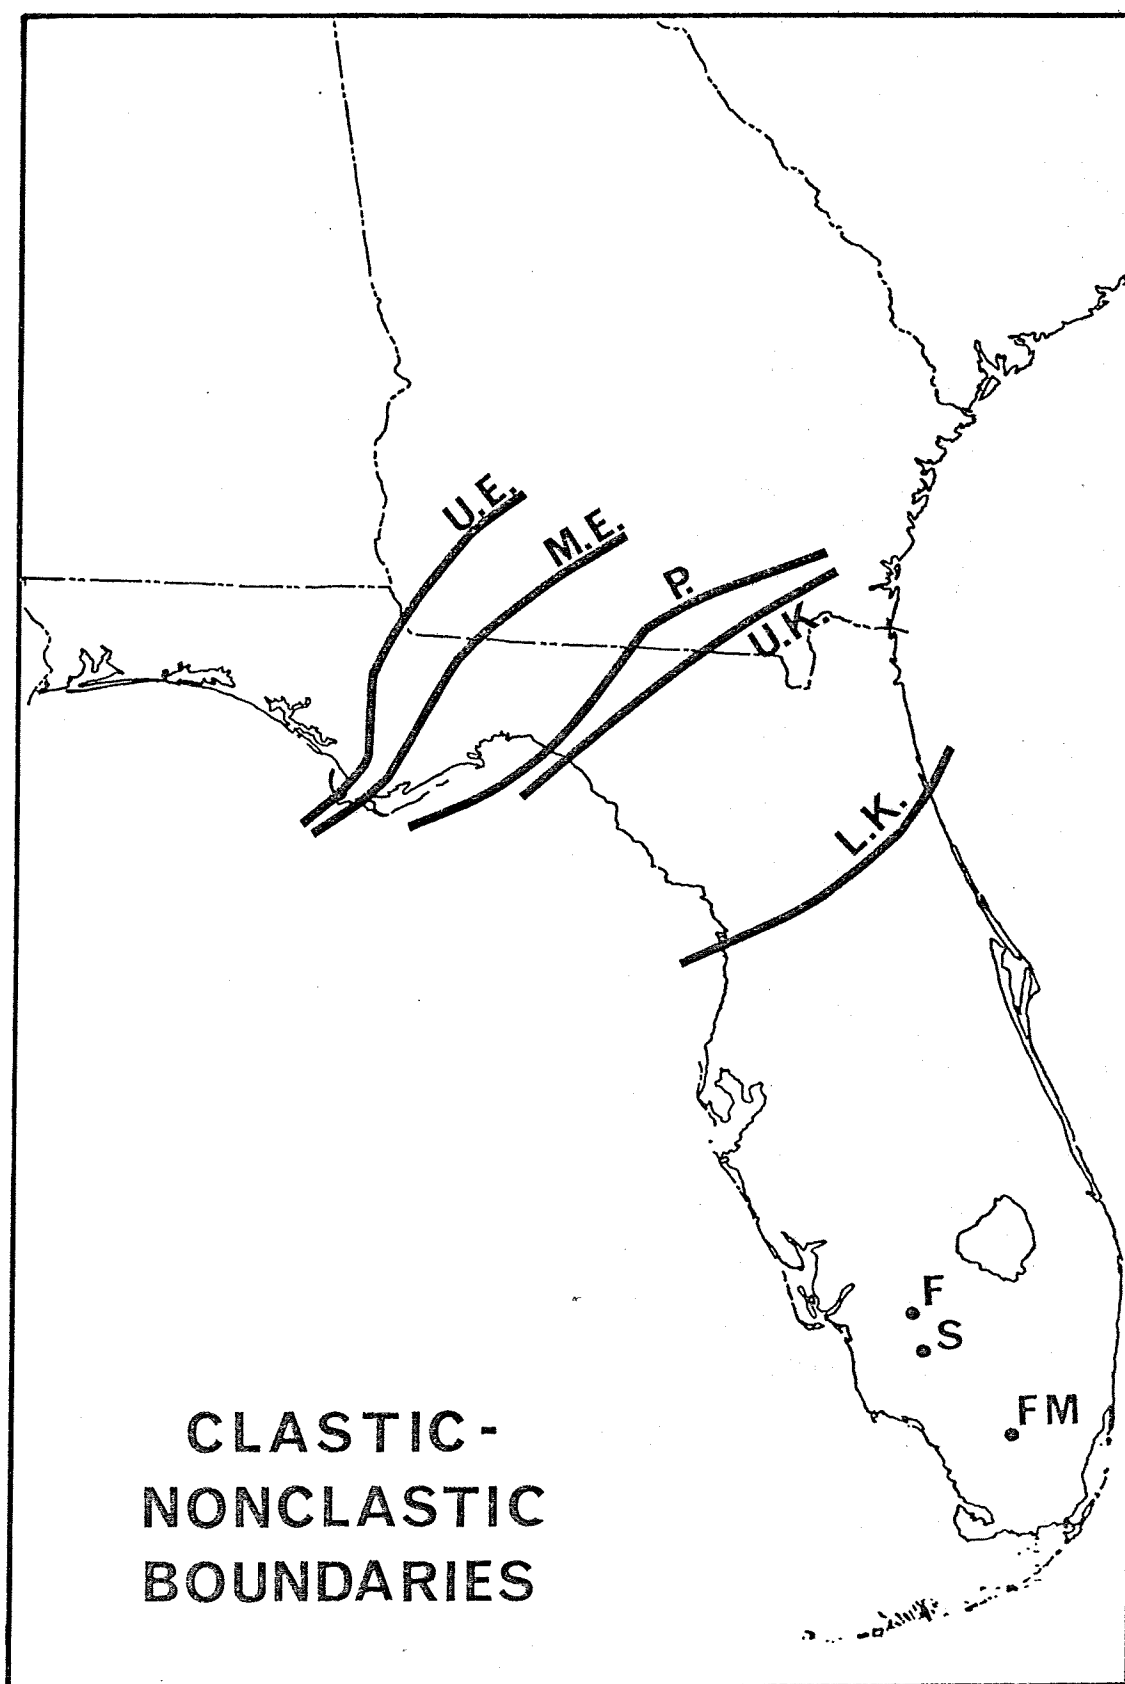 U.E.
M.E.
P.
U.K.
L.K.
F
S
FM
CLASTIC-
NONCLASTIC
BOUNDARIES